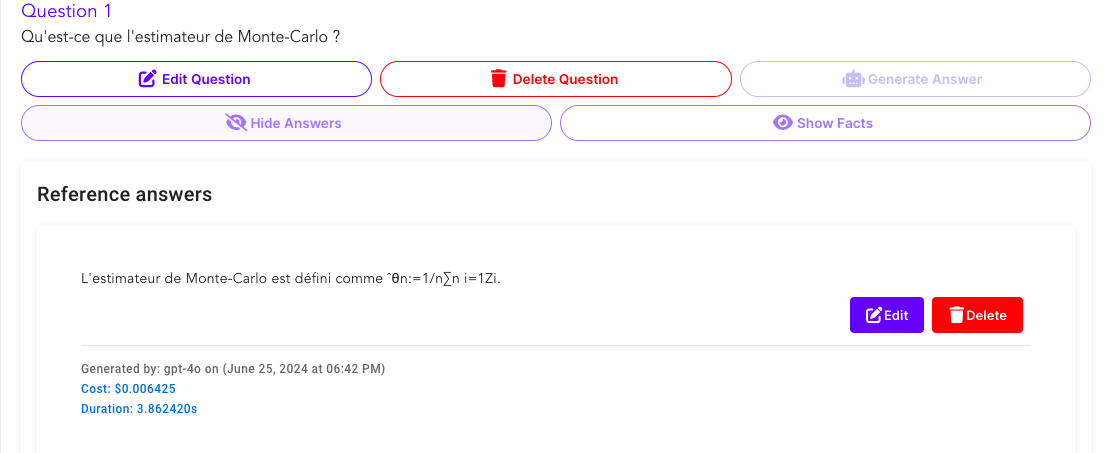 Question 1
Qu'est-ce que l'estimateur de Monte-Carlo ?
Edit Question
Delete Question
Generate Answer
Hide Answers
Show Facts
Reference answers
L'estimateur de Monte-Carlo est défini comme ˆθn:=1/n∑n i=1Zi.
Edit
Delete
Generated by: gpt-4o on (June 25, 2024 at 06:42 PM)
Cost: $0.006425
Duration: 3.862420s